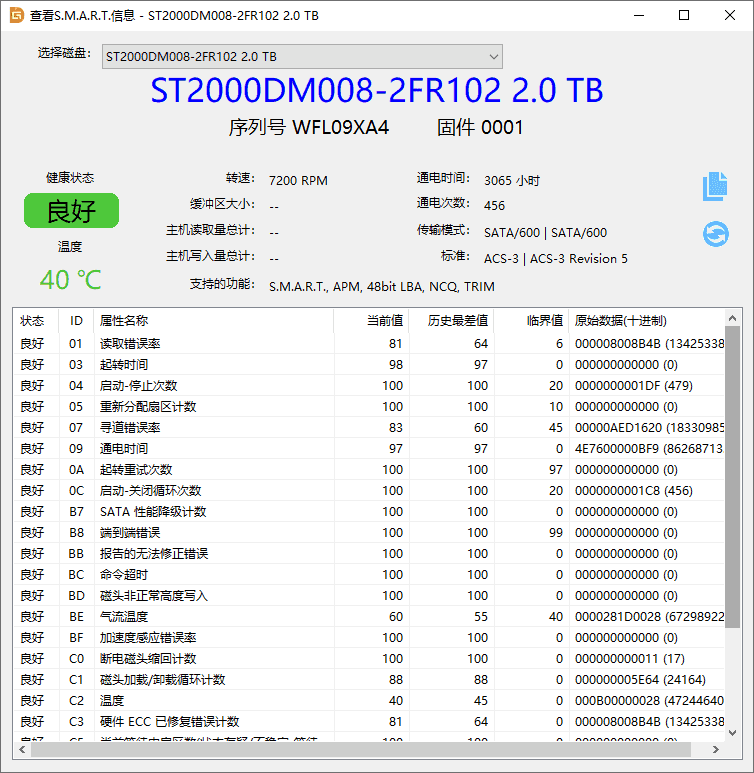 查看S.M.A.R.T.信息 - ST2000DM008-2FR102 2.0 TB
选择磁盘: ST2000DM008-2FR102 2.0 TB
ST2000DM008-2FR102 2.0 TB
序列号 WFL09XA4 固件 0001
健康状态
良好
温度
40 ℃
转速: 7200 RPM 通电时间: 3065 小时
缓冲区大小: -- 通电次数: 456
主机读取量总计: -- 传输模式: SATA/600 | SATA/600
主机写入量总计: -- 标准: ACS-3 | ACS-3 Revision 5
支持的功能: S.M.A.R.T., APM, 48bit LBA, NCQ, TRIM
状态 ID 属性名称 当前值 历史最差值 临界值 原始数据(十进制)
良好 01 读取错误率 81 64 6 000008008B4B (13425338
良好 03 起转时间 98 97 0 000000000000 (0)
良好 04 启动-停止次数 100 100 20 0000000001DF (479)
良好 05 重新分配扇区计数 100 100 10 000000000000 (0)
良好 07 寻道错误率 83 60 45 00000AED1620 (18330985
良好 09 通电时间 97 97 0 4E7600000BF9 (86268713
良好 0A 起转重试次数 100 100 97 000000000000 (0)
良好 0C 启动-关闭循环次数 100 100 20 0000000001C8 (456)
良好 B7 SATA 性能降级计数 100 100 0 000000000000 (0)
良好 B8 端到端错误 100 100 99 000000000000 (0)
良好 BB 报告的无法修正错误 100 100 0 000000000000 (0)
良好 BC 命令超时 100 100 0 000000000000 (0)
良好 BD 磁头非正常高度写入 100 100 0 000000000000 (0)
良好 BE 气流温度 60 55 40 0000281D0028 (67298922
良好 BF 加速度感应错误率 100 100 0 000000000000 (0)
良好 C0 断电磁头缩回计数 100 100 0 000000000011 (17)
良好 C1 磁头加载/卸载循环计数 88 88 0 000000005E64 (24164)
良好 C2 温度 40 45 0 000B00000028 (47244640
良好 C3 硬件 ECC 已修复错误计数 81 64 0 000008008B4B (13425338